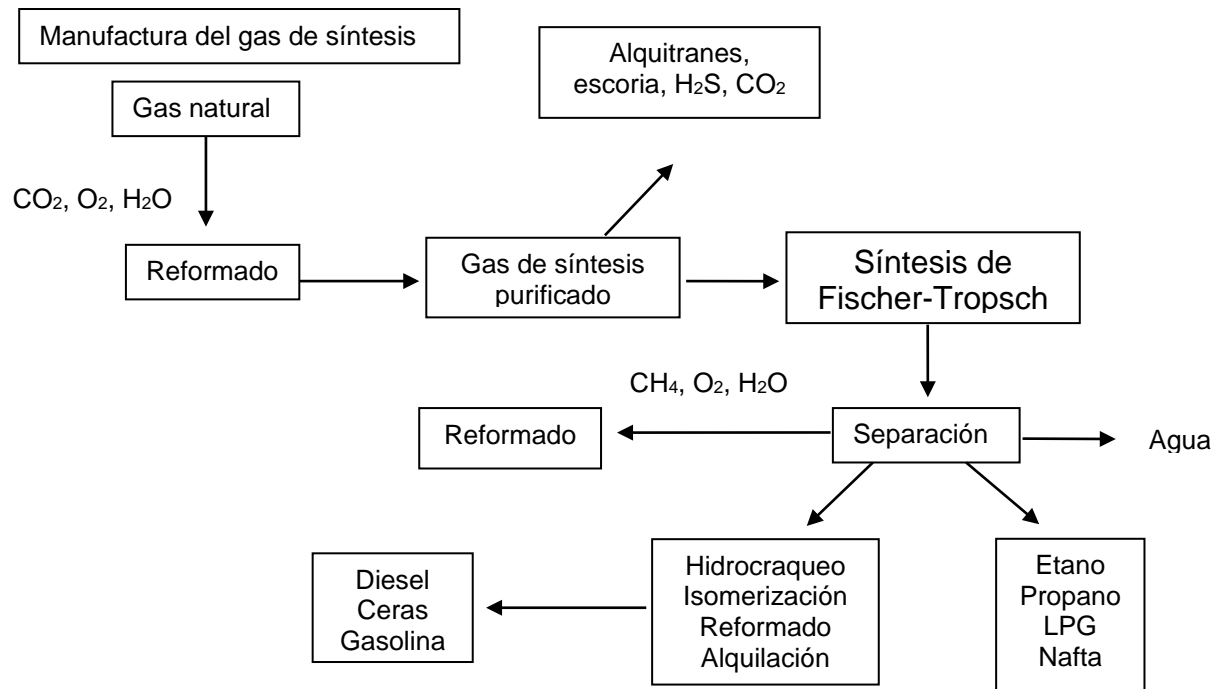 Manufactura del gas de síntesis
Alquitranes,
escoria, H₂S, CO₂
Gas natural
CO₂, O₂, H₂O
Reformado
Gas de síntesis
purificado
Síntesis de
Fischer-Tropsch
CH₄, O₂, H₂O
Reformado
Separación
Agua
Diesel
Ceras
Gasolina
Hidrocraqueo
Isomerización
Reformado
Alquilación
Etano
Propano
LPG
Nafta